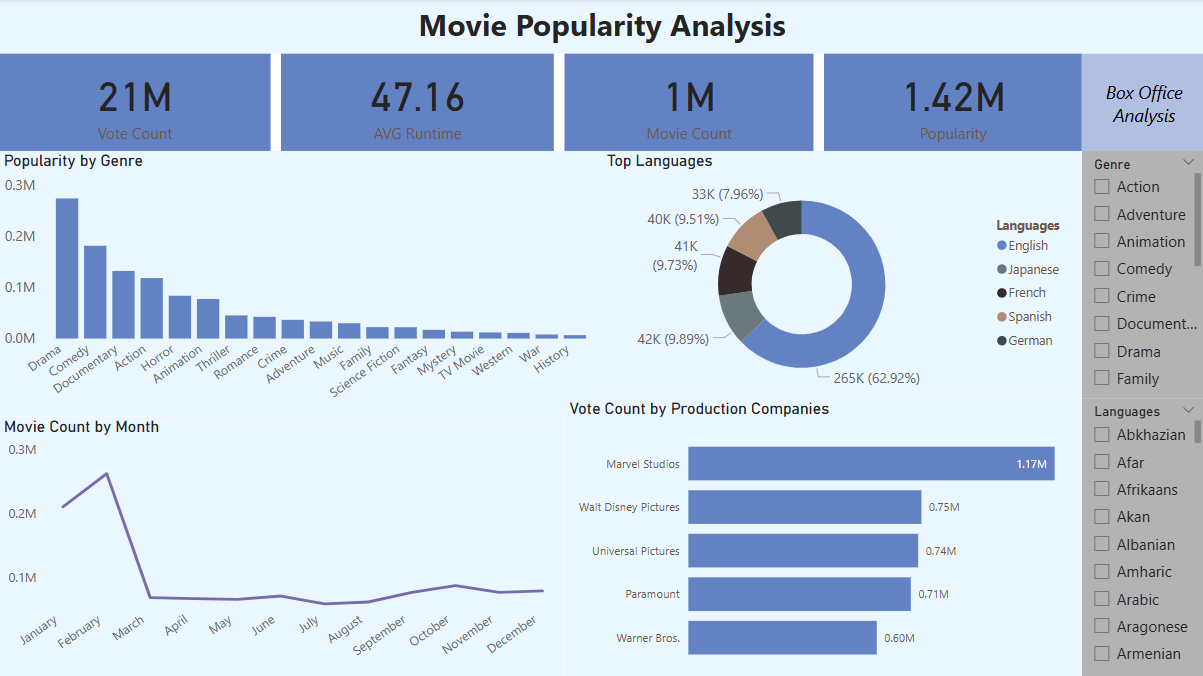 Movie Popularity Analysis
21M
Vote Count
47.16
AVG Runtime
1M
Movie Count
1.42M
Popularity
Box Office
Analysis
Popularity by Genre
0.3M
0.2M
0.1M
0.0M
Drama
Comedy
Documentary
Action
Horror
Animation
Thriller
Romance
Crime
Adventure
Music
Family
Science Fiction
Fantasy
Mystery
TV Movie
Western
War
History
Top Languages
33K (7.96%)
40K (9.51%)
41K
(9.73%)
42K (9.89%)
265K (62.92%)
Languages
English
Japanese
French
Spanish
German
Movie Count by Month
0.3M
0.2M
0.1M
January
February
March
April
May
June
July
August
September
October
November
December
Vote Count by Production Companies
Marvel Studios
1.17M
Walt Disney Pictures
0.75M
Universal Pictures
0.74M
Paramount
0.71M
Warner Bros.
0.60M
Genre
Action
Adventure
Animation
Comedy
Crime
Document...
Drama
Family
Languages
Abkhazian
Afar
Afrikaans
Akan
Albanian
Amharic
Arabic
Aragonese
Armenian